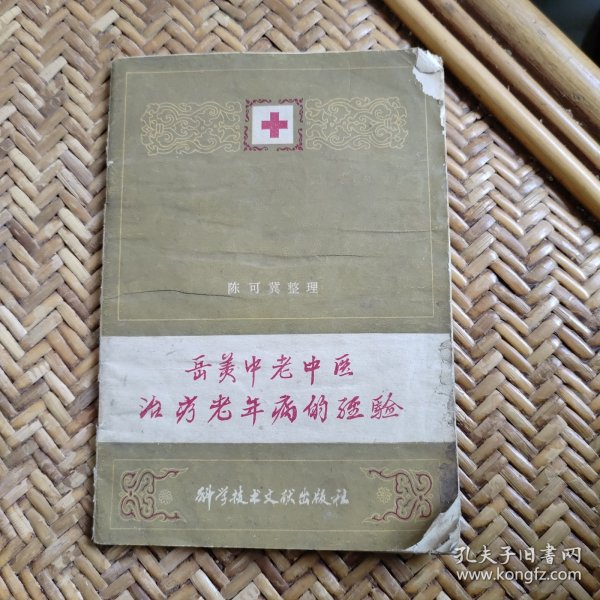 陈可冀整理
岳美中老中医
治疗老年病的经验
科学技术文献出版社
孔夫子旧书网
www.kongfz.com